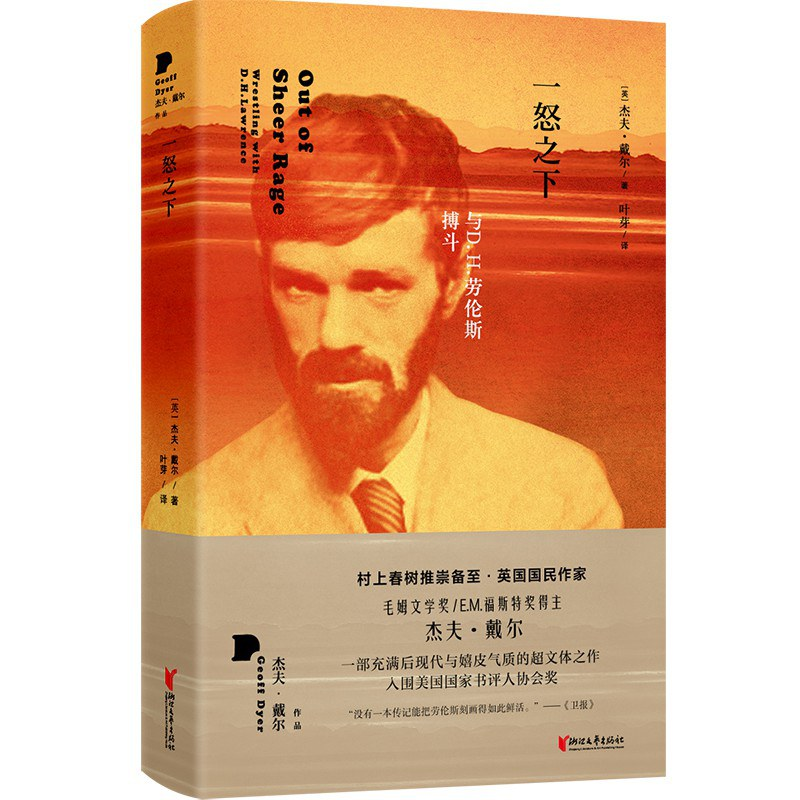 Geoff
Dyer
杰夫·戴尔
作品
一怒之下
[英] 杰夫·戴尔 / 著
叶芽 / 译
浙江文艺出版社
Out of
Sheer Rage
Wrestling with
D.H.Lawrence
一怒之下
[英] 杰夫·戴尔 / 著
叶芽 / 译
与D. H. 劳伦斯
搏斗
村上春树推崇备至·英国国民作家
毛姆文学奖/E.M.福斯特奖得主
杰夫·戴尔
一部充满后现代与嬉皮气质的超文体之作
入围美国国家书评人协会奖
“没有一本传记能把劳伦斯刻画得如此鲜活。”——《卫报》
Geoff Dyer
杰夫·戴尔
作品
浙江文艺出版社